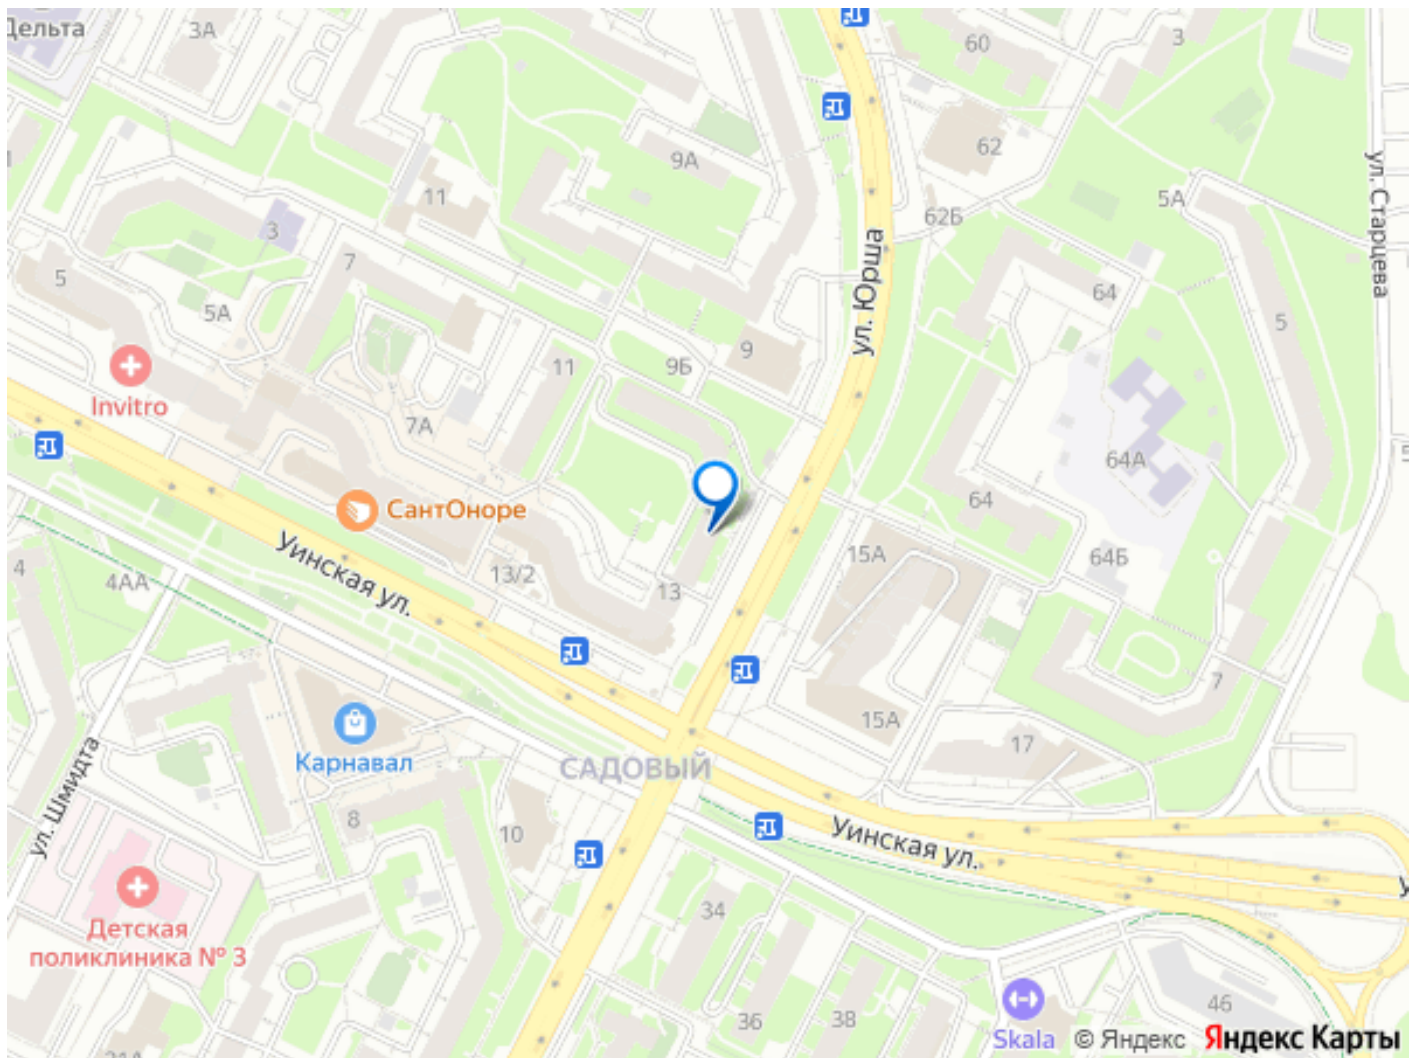 Дельта
3А
60
3
62
9А
11
5А
62Б
ул. Старцева
3
7
5
5А
ул. Юрша
64
5
9
9Б
11
Invitro
7А
64А
64
СантОноре
Уинская ул.
15А
64Б
4
4АА
13/2
13
7
15А
17
Карнавал
САДОВЫЙ
ул. Шмидта
8
10
Уинская ул.
Детская
поликлиника № 3
34
36
38
46
Skala
© Яндекс Яндекс Карты